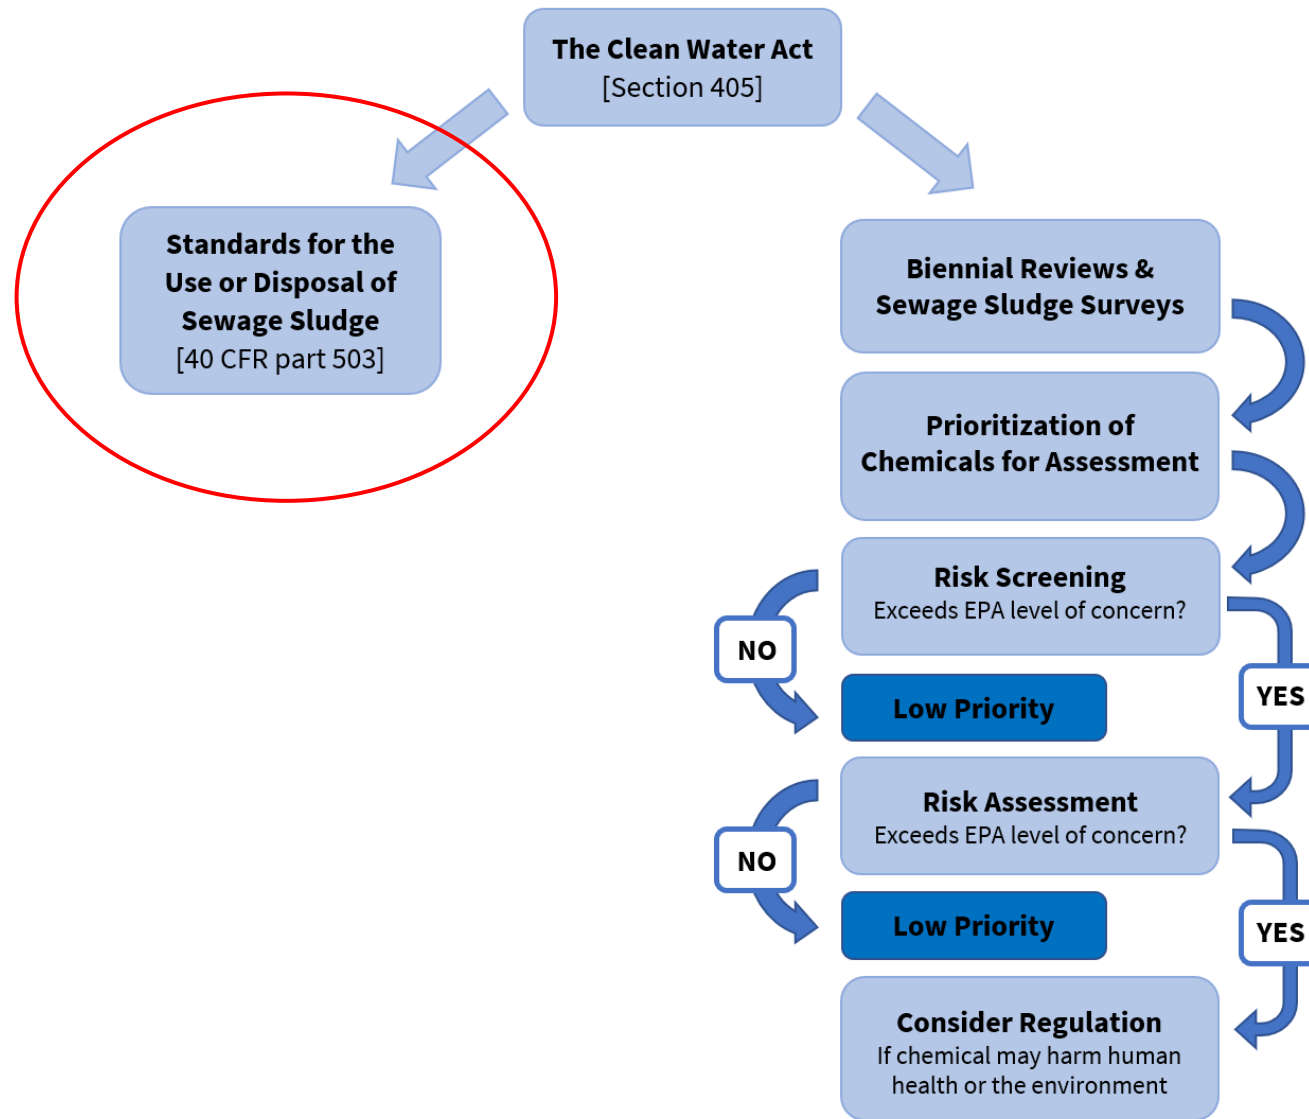 The Clean Water Act
[Section 405]
Standards for the
Use or Disposal of
Sewage Sludge
[40 CFR part 503]
Biennial Reviews &
Sewage Sludge Surveys
Prioritization of
Chemicals for Assessment
Risk Screening
Exceeds EPA level of concern?
NO
YES
Low Priority
Risk Assessment
Exceeds EPA level of concern?
NO
YES
Low Priority
Consider Regulation
If chemical may harm human
health or the environment